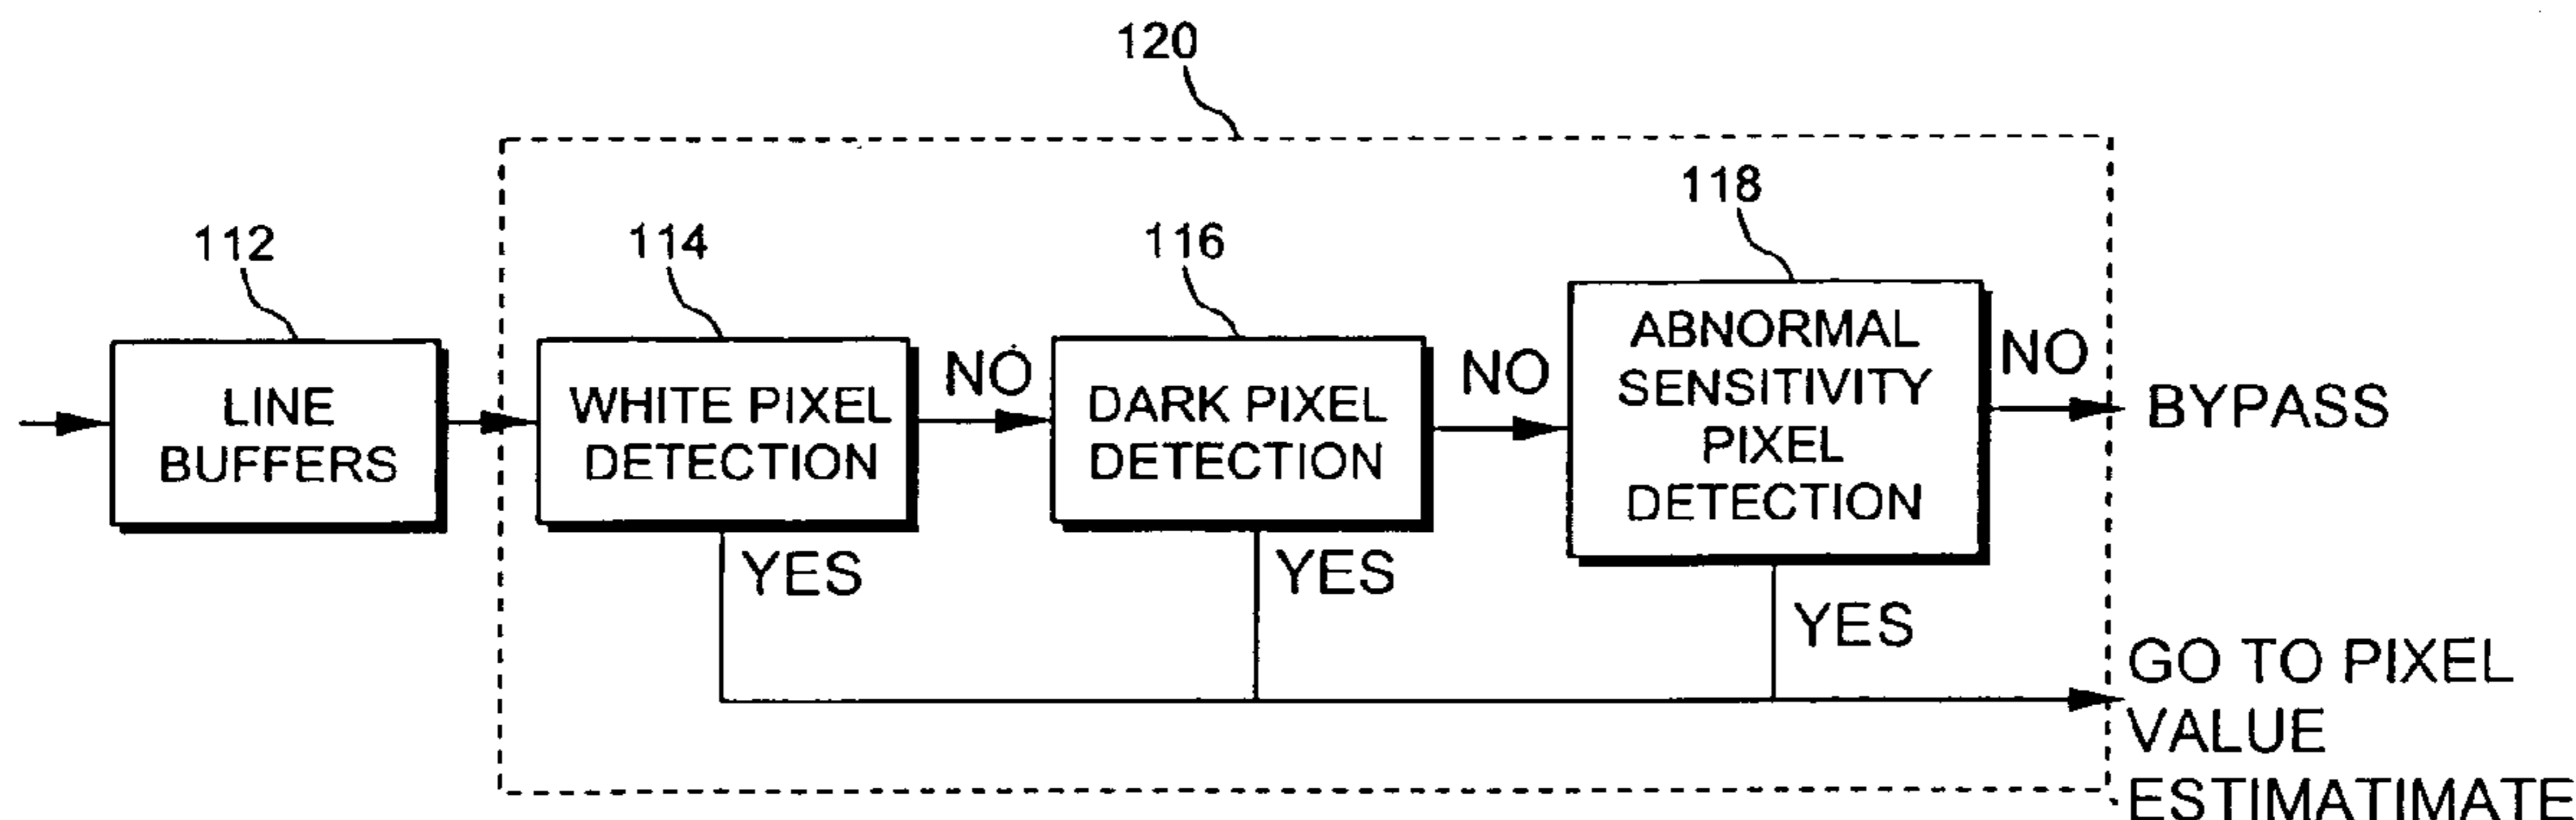 120
118
112
114
116
LINE
BUFFERS
WHITE PIXEL
DETECTION
NO
DARK PIXEL
DETECTION
NO
ABNORMAL
SENSITIVITY
PIXEL
DETECTION
NO
BYPASS
YES
YES
YES
GO TO PIXEL
VALUE
ESTIMATIMATE